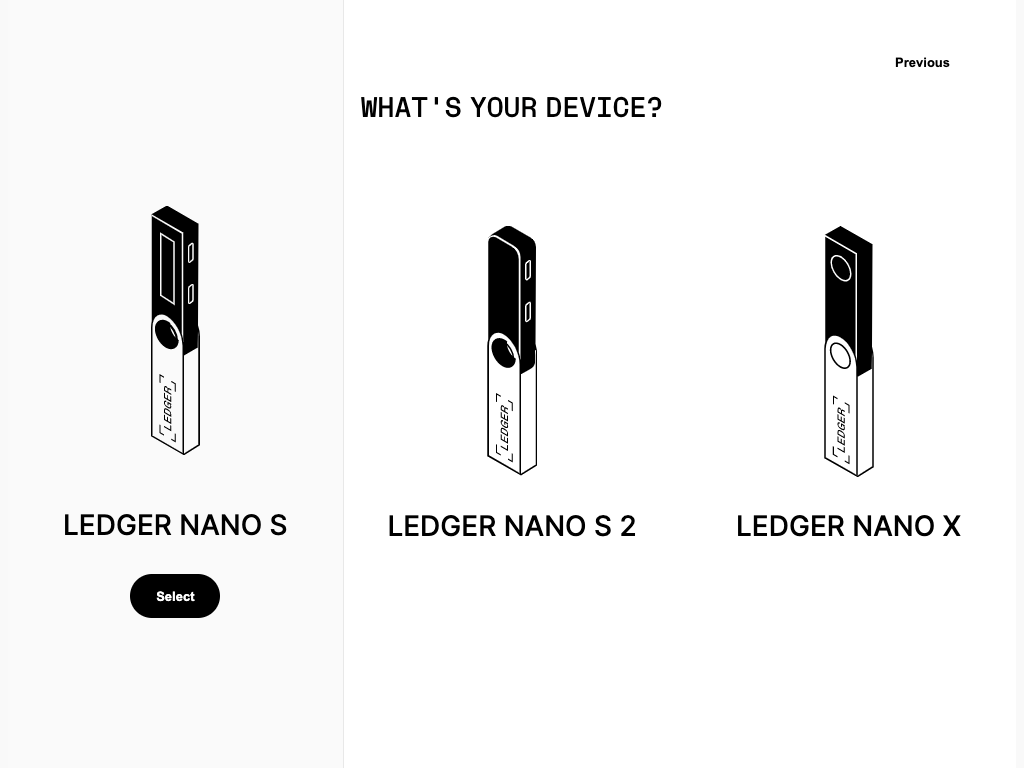 Previous
WHAT'S YOUR DEVICE?
LEDGER
LEDGER
LEDGER
LEDGER NANO S
LEDGER NANO S 2
LEDGER NANO X
Select